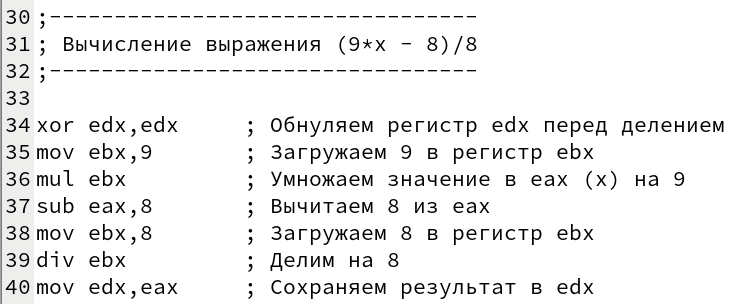 30 ;---------------------------------
31 ; Вычисление выражения (9*x - 8)/8
32 ;---------------------------------
33
34 xor edx,edx ; Обнуляем регистр edx перед делением
35 mov ebx,9 ; Загружаем 9 в регистр ebx
36 mul ebx ; Умножаем значение в eax (x) на 9
37 sub eax,8 ; Вычитаем 8 из eax
38 mov ebx,8 ; Загружаем 8 в регистр ebx
39 div ebx ; Делим на 8
40 mov edx,eax ; Сохраняем результат в edx